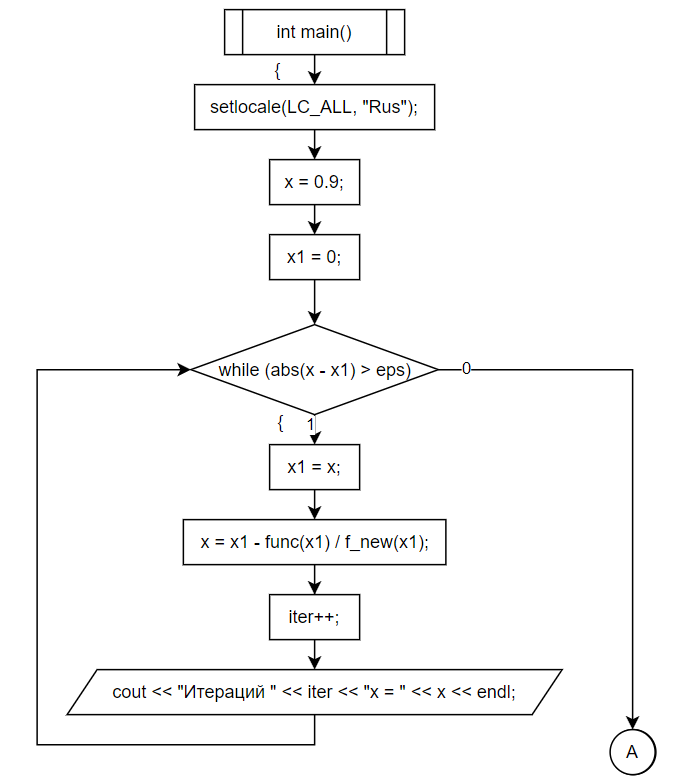 int main()
{
setlocale(LC_ALL, "Rus");
x = 0.9;
x1 = 0;
while (abs(x - x1) > eps)
0
{
1
x1 = x;
x = x1 - func(x1) / f_new(x1);
iter++;
cout << "Итераций " << iter << "x = " << x << endl;
A